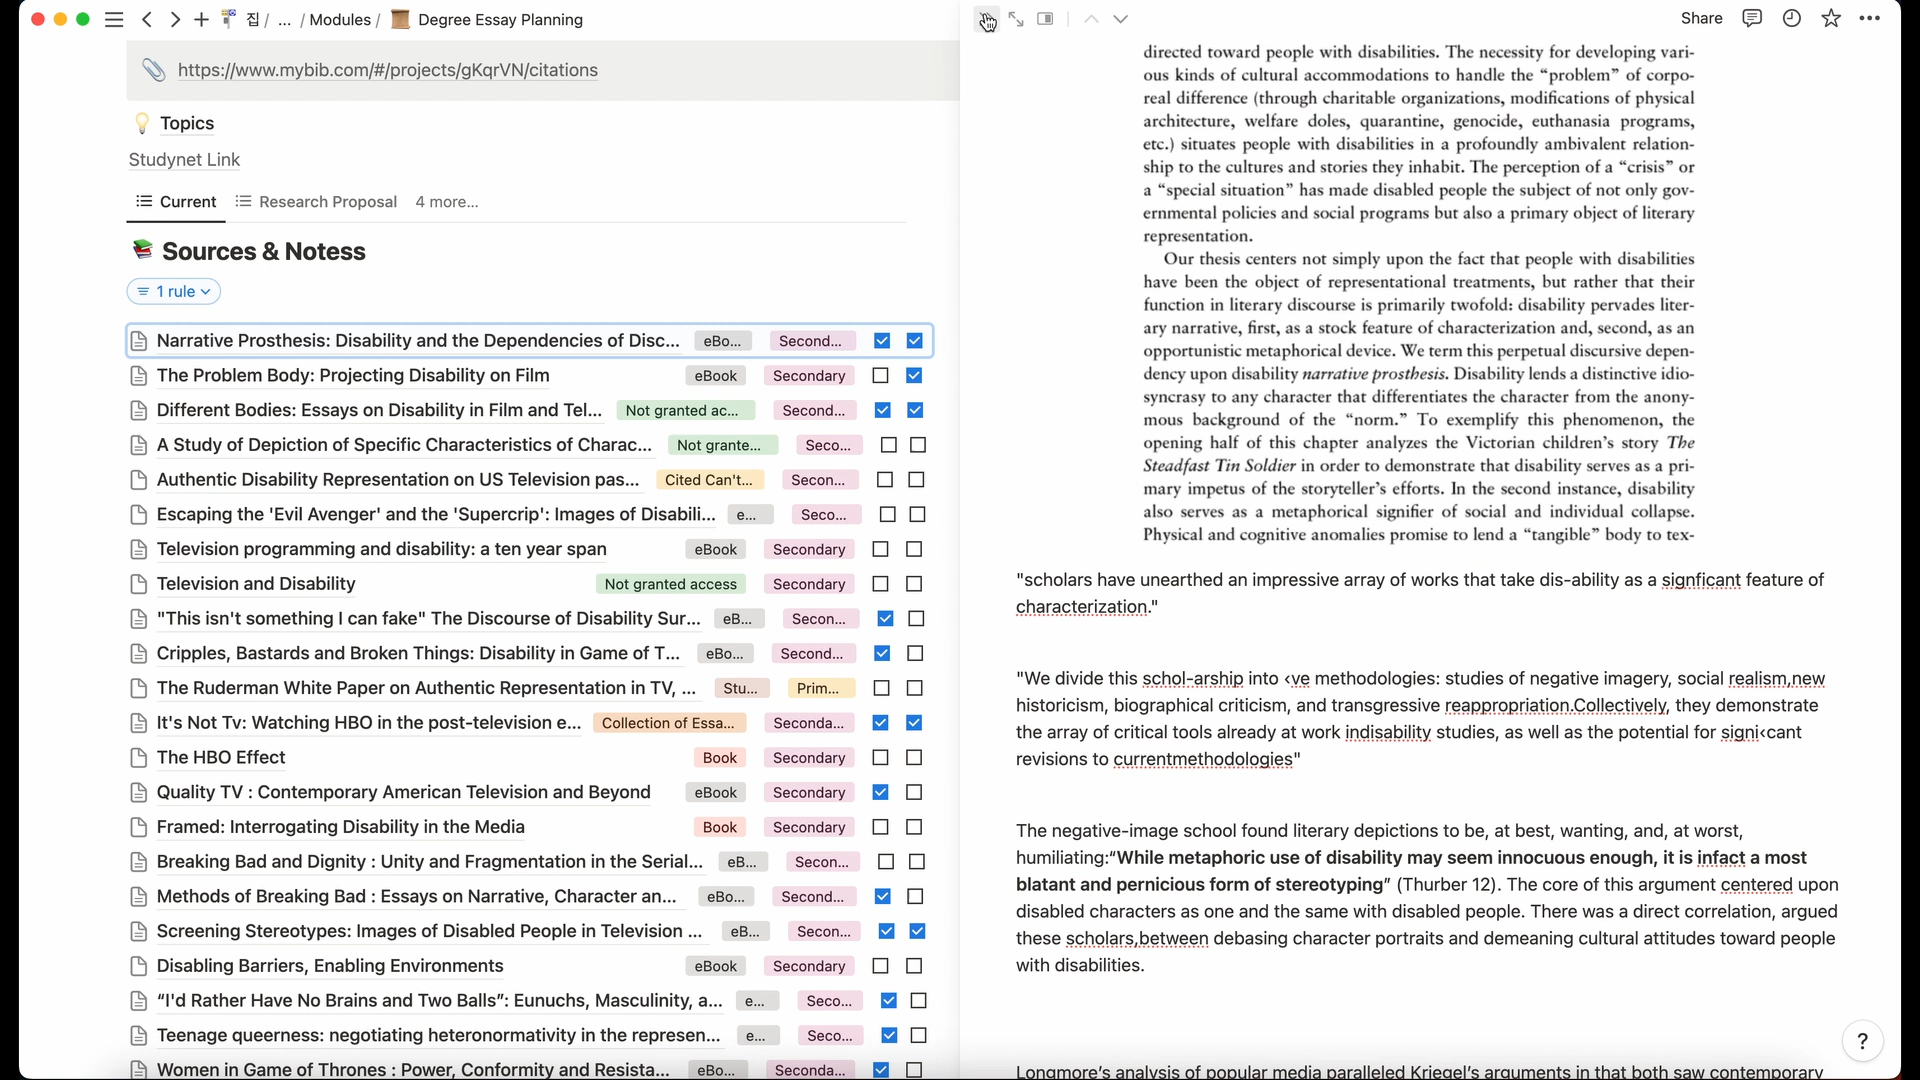 집 / ... / Modules / Degree Essay Planning
https://www.mybib.com/#/projects/gKqrVN/citations
Topics
Studynet Link
Current Research Proposal 4 more...
Sources & Notess
1 rule
Narrative Prosthesis: Disability and the Dependencies of Disc... eBo... Second...
The Problem Body: Projecting Disability on Film eBook Secondary
Different Bodies: Essays on Disability in Film and Tel... Not granted ac... Second...
A Study of Depiction of Specific Characteristics of Charac... Not grante... Seco...
Authentic Disability Representation on US Television pas... Cited Can't... Secon...
Escaping the 'Evil Avenger' and the 'Supercrip': Images of Disabili... e... Seco...
Television programming and disability: a ten year span eBook Secondary
Television and Disability Not granted access Secondary
"This isn't something I can fake" The Discourse of Disability Sur... eB... Secon...
Cripples, Bastards and Broken Things: Disability in Game of T... eBo... Second...
The Ruderman White Paper on Authentic Representation in TV, ... Stu... Prim...
It's Not Tv: Watching HBO in the post-television e... Collection of Essa... Seconda...
The HBO Effect Book Secondary
Quality TV : Contemporary American Television and Beyond eBook Secondary
Framed: Interrogating Disability in the Media Book Secondary
Breaking Bad and Dignity : Unity and Fragmentation in the Serial... eB... Secon...
Methods of Breaking Bad : Essays on Narrative, Character an... eBo... Second...
Screening Stereotypes: Images of Disabled People in Television ... eB... Secon...
Disabling Barriers, Enabling Environments eBook Secondary
“I'd Rather Have No Brains and Two Balls”: Eunuchs, Masculinity, a... e... Seco...
Teenage queerness: negotiating heteronormativity in the represen... e... Seco...
Women in Game of Thrones : Power, Conformity and Resista... eBo... Seconda...
Share
directed toward people with disabilities. The necessity for developing vari-
ous kinds of cultural accommodations to handle the “problem” of corpo-
real difference (through charitable organizations, modifications of physical
architecture, welfare doles, quarantine, genocide, euthanasia programs,
etc.) situates people with disabilities in a profoundly ambivalent relation-
ship to the cultures and stories they inhabit. The perception of a “crisis” or
a “special situation” has made disabled people the subject of not only gov-
ernmental policies and social programs but also a primary object of literary
representation.
Our thesis centers not simply upon the fact that people with disabilities
have been the object of representational treatments, but rather that their
function in literary discourse is primarily twofold: disability pervades liter-
ary narrative, first, as a stock feature of characterization and, second, as an
opportunistic metaphorical device. We term this perpetual discursive depen-
dency upon disability narrative prosthesis. Disability lends a distinctive idio-
syncrasy to any character that differentiates the character from the anony-
mous background of the “norm.” To exemplify this phenomenon, the
opening half of this chapter analyzes the Victorian children’s story The
Steadfast Tin Soldier in order to demonstrate that disability serves as a pri-
mary impetus of the storyteller’s efforts. In the second instance, disability
also serves as a metaphorical signifier of social and individual collapse.
Physical and cognitive anomalies promise to lend a “tangible” body to tex-
"scholars have unearthed an impressive array of works that take dis-ability as a signficant feature of
characterization."
"We divide this schol-arship into ‹ve methodologies: studies of negative imagery, social realism,new
historicism, biographical criticism, and transgressive reappropriation.Collectively, they demonstrate
the array of critical tools already at work indisability studies, as well as the potential for signi‹cant
revisions to currentmethodologies"
The negative-image school found literary depictions to be, at best, wanting, and, at worst,
humiliating:“While metaphoric use of disability may seem innocuous enough, it is infact a most
blatant and pernicious form of stereotyping” (Thurber 12). The core of this argument centered upon
disabled characters as one and the same with disabled people. There was a direct correlation, argued
these scholars,between debasing character portraits and demeaning cultural attitudes toward people
with disabilities.
Longmore’s analysis of popular media paralleled Kriegel’s arguments in that both saw contemporary
?